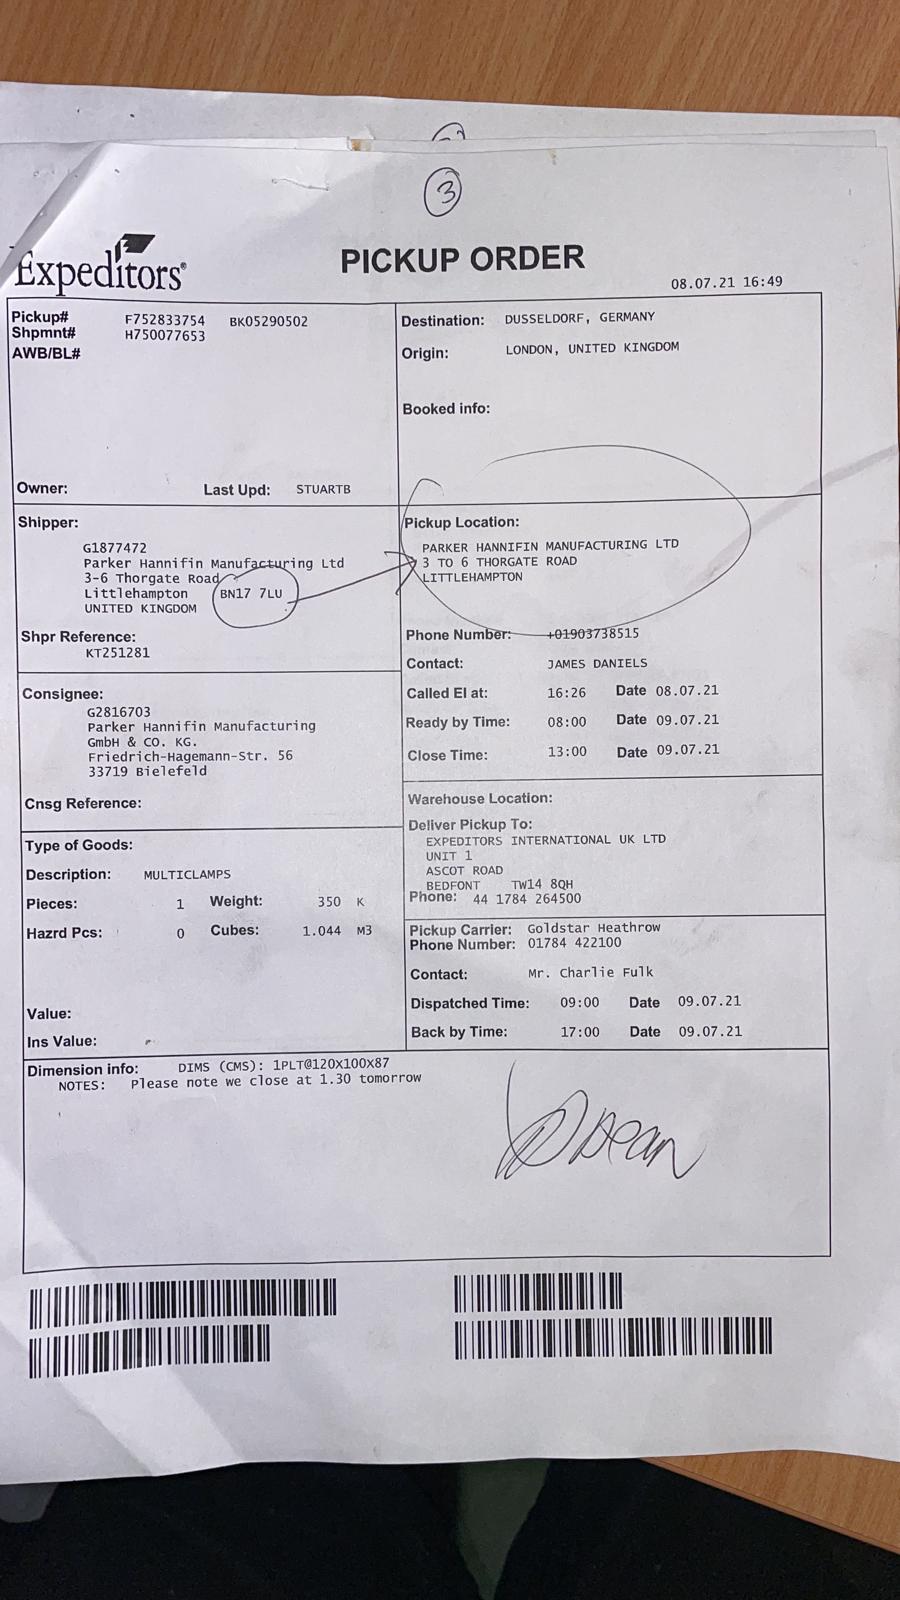 3
Expeditors®
PICKUP ORDER
08.07.21 16:49
Pickup# F752833754 BK05290502
Shpmnt# H750077653
AWB/BL#
Owner: Last Upd: STUARTB
Destination: DUSSELDORF, GERMANY
Origin: LONDON, UNITED KINGDOM
Booked info:
Shipper:
G1877472
Parker Hannifin Manufacturing Ltd
3-6 Thorgate Road
Littlehampton BN17 7LU
UNITED KINGDOM
Shpr Reference:
KT251281
Pickup Location:
PARKER HANNIFIN MANUFACTURING LTD
3 TO 6 THORGATE ROAD
LITTLEHAMPTON
Phone Number: +01903738515
Contact: JAMES DANIELS
Called EI at: 16:26 Date 08.07.21
Ready by Time: 08:00 Date 09.07.21
Close Time: 13:00 Date 09.07.21
Consignee:
G2816703
Parker Hannifin Manufacturing
GmbH & CO. KG.
Friedrich-Hagemann-Str. 56
33719 Bielefeld
Cnsg Reference:
Warehouse Location:
Deliver Pickup To:
EXPEDITORS INTERNATIONAL UK LTD
UNIT 1
ASCOT ROAD
BEDFONT TW14 8QH
Phone: 44 1784 264500
Type of Goods:
Description: MULTICLAMPS
Pieces: 1 Weight: 350 K
Hazrd Pcs: 0 Cubes: 1.044 M3
Value:
Ins Value:
Pickup Carrier: Goldstar Heathrow
Phone Number: 01784 422100
Contact: Mr. Charlie Fulk
Dispatched Time: 09:00 Date 09.07.21
Back by Time: 17:00 Date 09.07.21
Dimension info: DIMS (CMS): 1PLT@120X100X87
NOTES: Please note we close at 1.30 tomorrow